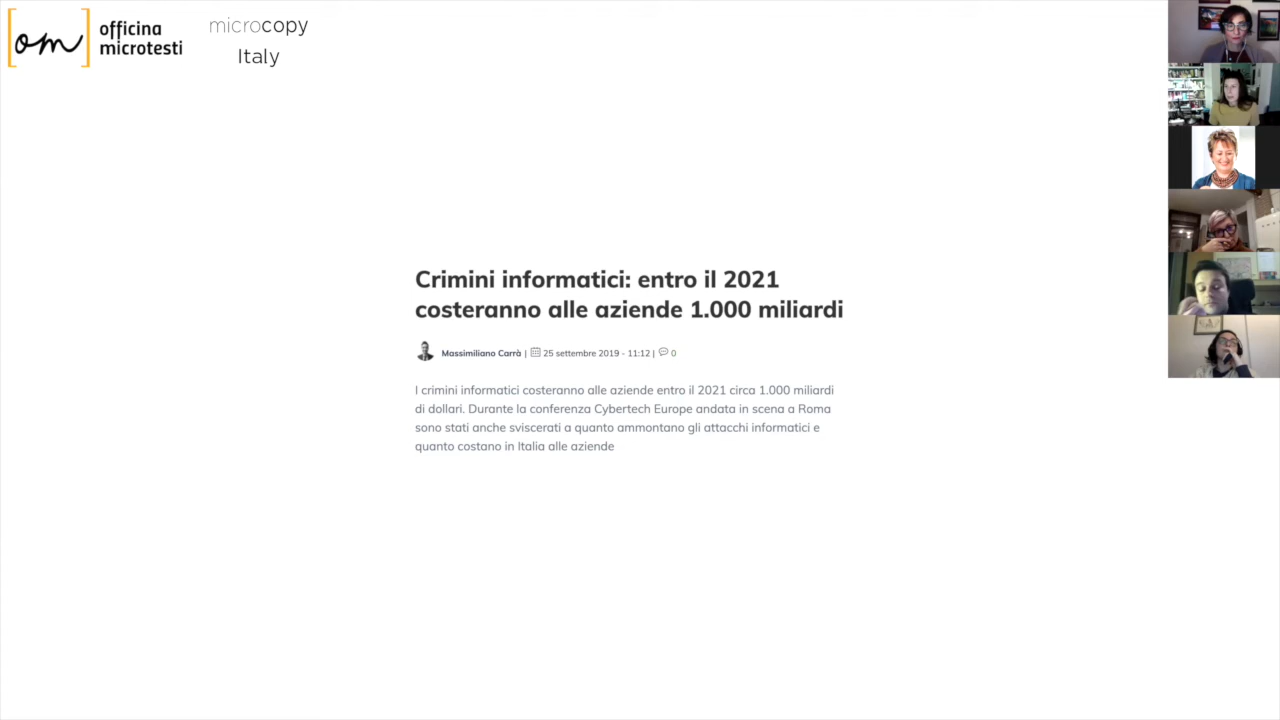 officina
microtesti
microcopy
Italy
om
Crimini informatici: entro il 2021
costeranno alle aziende 1.000 miliardi
Massimiliano Carrà | 25 settembre 2019 - 11:12 | 0
I crimini informatici costeranno alle aziende entro il 2021 circa 1.000 miliardi
di dollari. Durante la conferenza Cybertech Europe andata in scena a Roma
sono stati anche sviscerati a quanto ammontano gli attacchi informatici e
quanto costano in Italia alle aziende